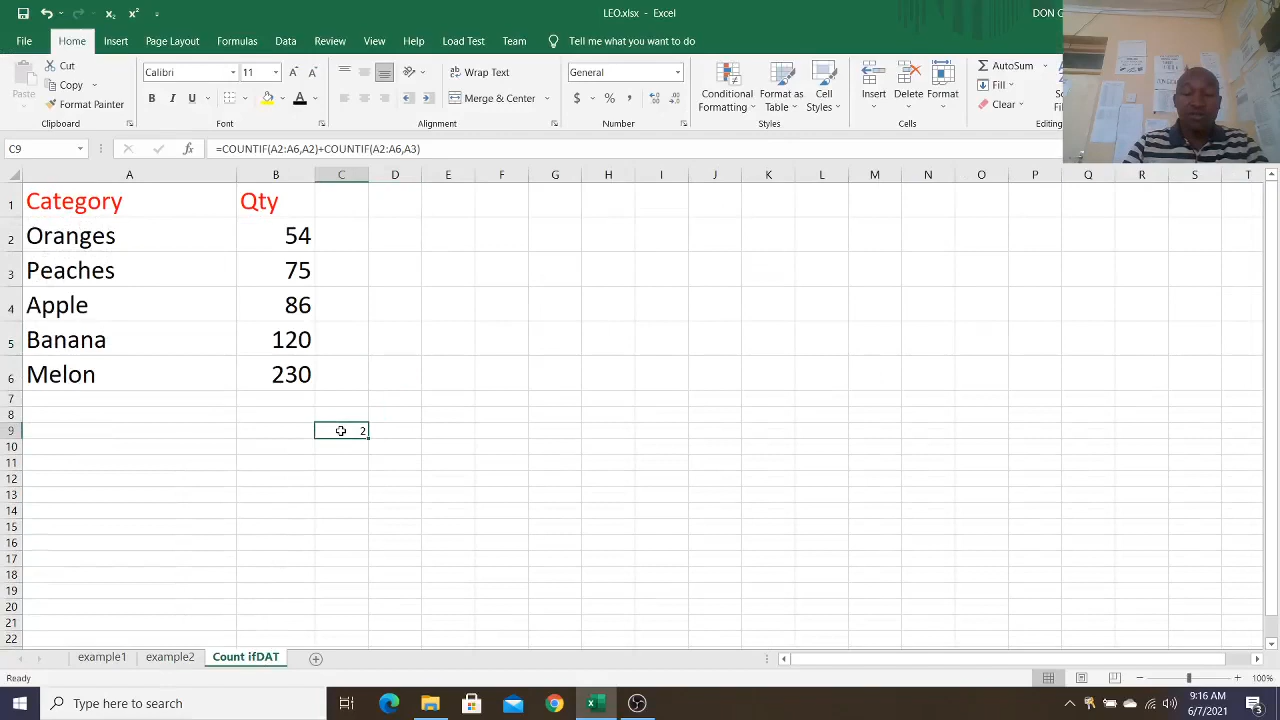 LEO.xlsx - Excel
DON G
x₂ x²
File Home Insert Page Layout Formulas Data Review View Load Test Team Tell me what you want to do
Paste Cut Copy Format Painter Clipboard
Calibri 11 A A B I U A Font
Wrap Text Merge & Center Alignment
General $ % , Number
Conditional Formatting Format as Table Cell Styles Styles
Insert Delete Format Cells
AutoSum Fill Clear Editing
C9 fx =COUNTIF(A2:A6,A2)+COUNTIF(A2:A6,A3)
A B C D E F G H I J K L M N O P Q R S T
1 Category Qty
2 Oranges 54
3 Peaches 75
4 Apple 86
5 Banana 120
6 Melon 230
7
8
9 2
10
11
12
13
14
15
16
17
18
19
20
21
22
example1 example2 Count ifDAT
Ready 100%
Type here to search
9:16 AM
6/7/2021